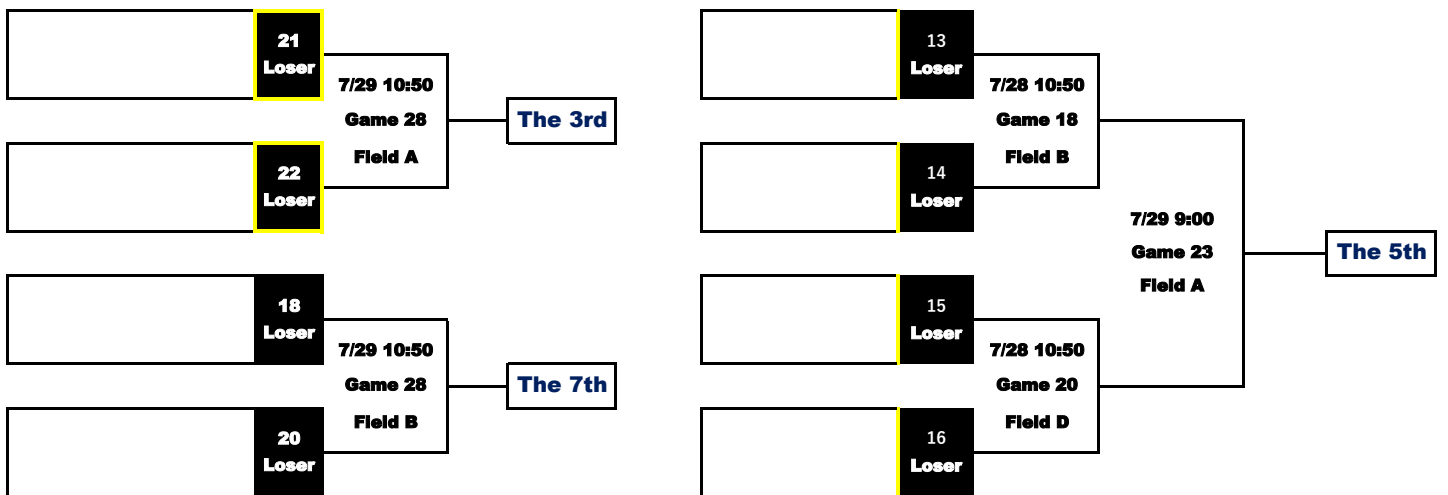 21
Loser
7/29 10:50
Game 28
Field A
The 3rd
22
Loser
18
Loser
7/29 10:50
Game 28
Field B
The 7th
20
Loser
13
Loser
7/28 10:50
Game 18
Field B
14
Loser
7/29 9:00
Game 23
Field A
The 5th
15
Loser
7/28 10:50
Game 20
Field D
16
Loser